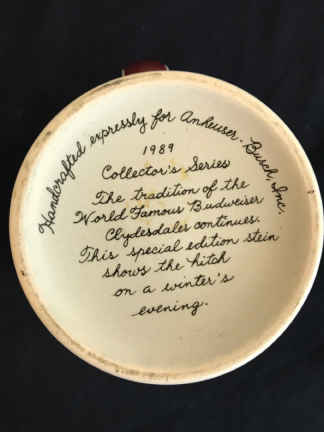 Handcrafted expressly for Anheuser-Busch, Inc.
1989
Collector's Series
The tradition of the
World Famous Budweiser
Clydesdales continues.
This special edition stein
shows the hitch
on a winter's
evening.